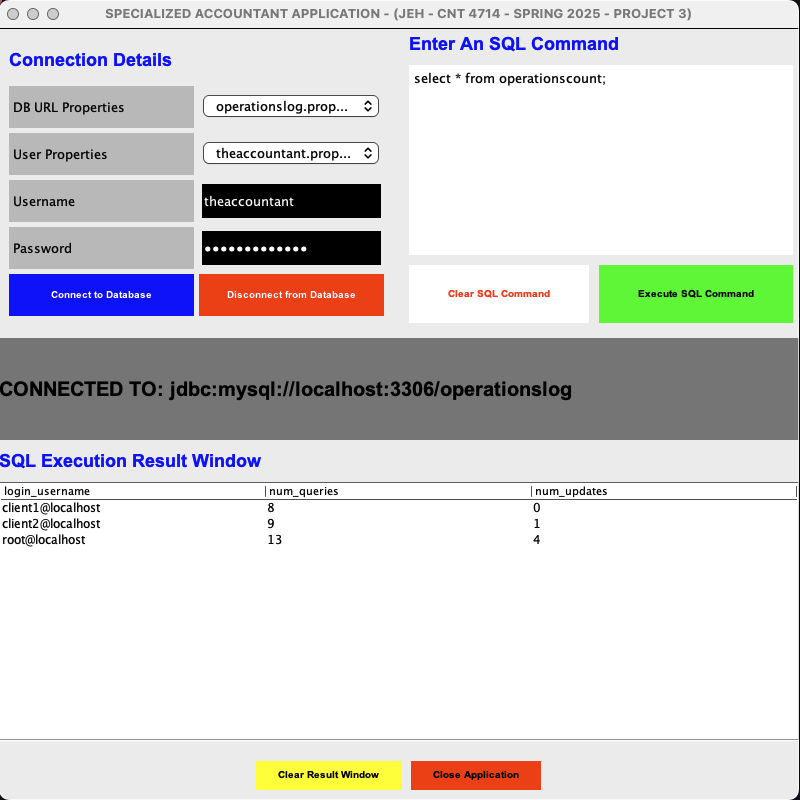 SPECIALIZED ACCOUNTANT APPLICATION - (JEH - CNT 4714 - SPRING 2025 - PROJECT 3)
Connection Details
DB URL Properties
operationslog.prop...
User Properties
theaccountant.prop...
Username
theaccountant
Password
•••••••••••••
Connect to Database
Disconnect from Database
Enter An SQL Command
select * from operationscount;
Clear SQL Command
Execute SQL Command
CONNECTED TO: jdbc:mysql://localhost:3306/operationslog
SQL Execution Result Window
login_username num_queries num_updates
client1@localhost 8 0
client2@localhost 9 1
root@localhost 13 4
Clear Result Window
Close Application